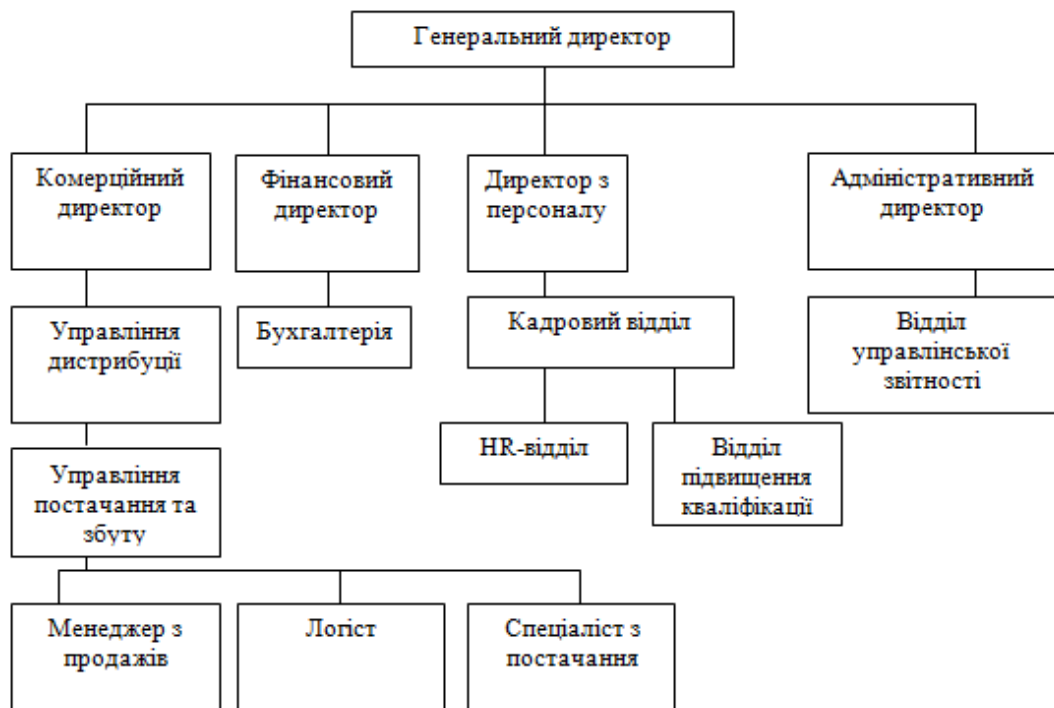 Генеральний директор
Комерційний
директор
Фінансовий
директор
Директор з
персоналу
Адміністративний
директор
Управління
дистрибуції
Бухгалтерія
Кадровий відділ
Відділ
управлінської
звітності
Управління
постачання та
збуту
HR-відділ
Відділ
підвищення
кваліфікації
Менеджер з
продажів
Логіст
Спеціаліст з
постачання